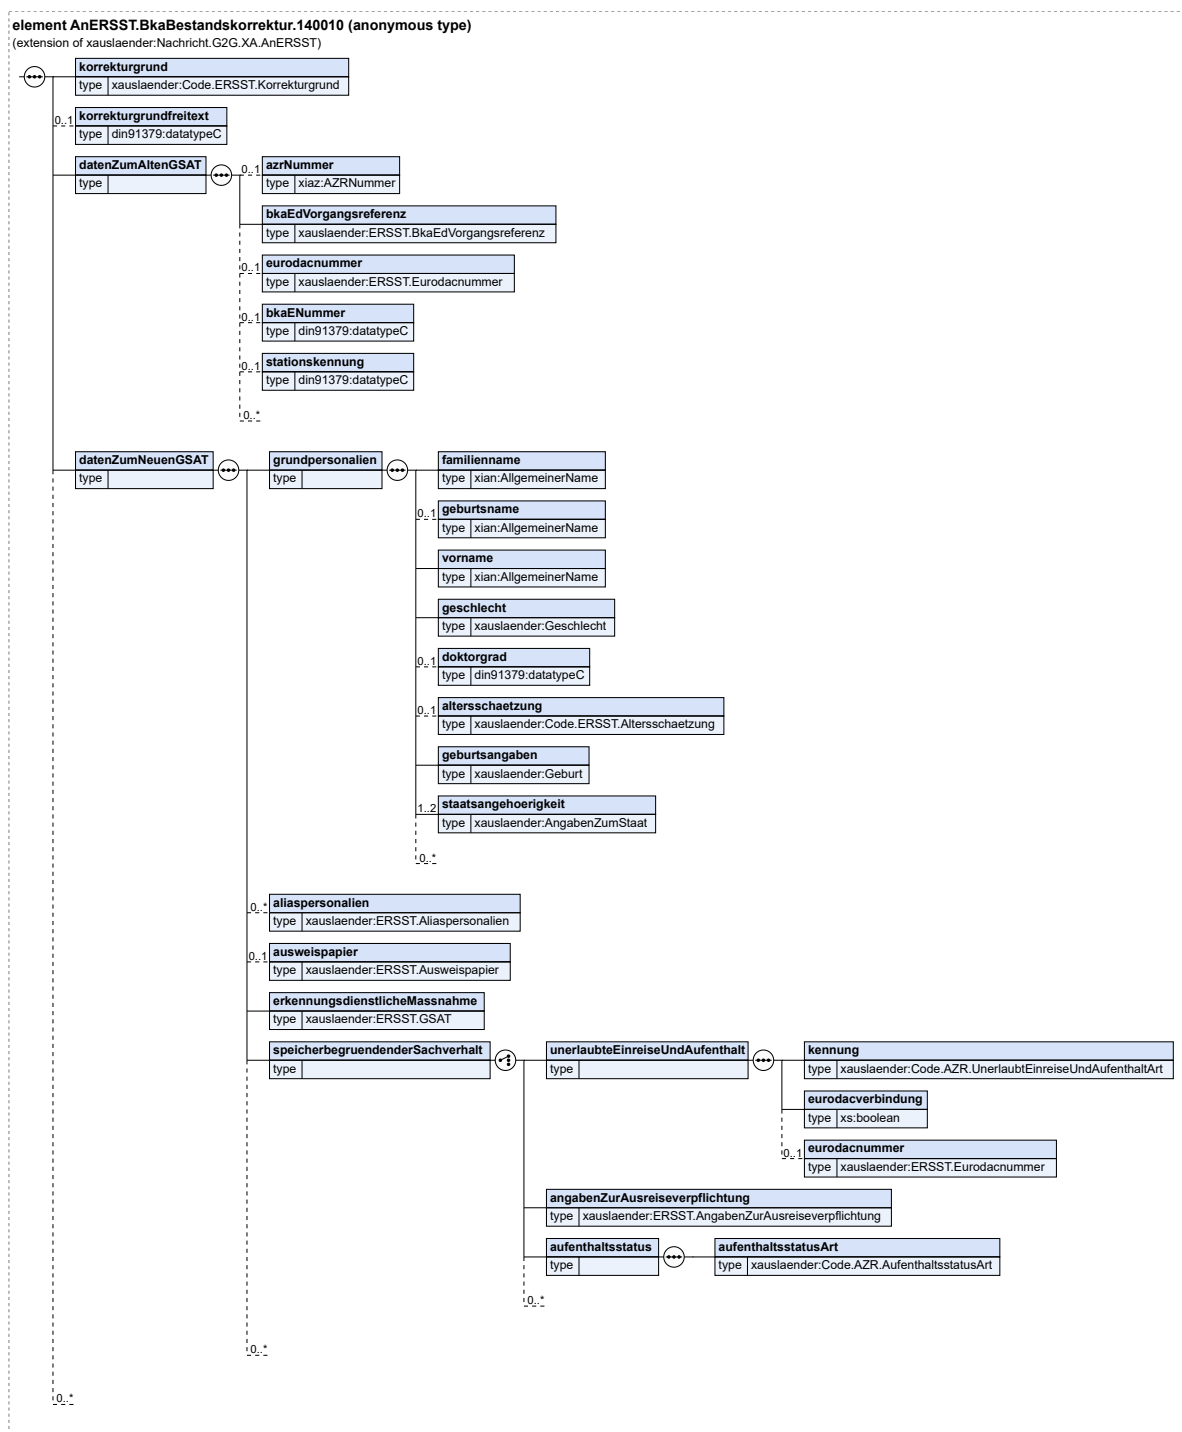 element AnERSST.BkaBestandskorrektur.140010 (anonymous type)
(extension of xauslaender:Nachricht.G2G.XA.AnERSST)
korrekturgrund
type xauslaender:Code.ERSST.Korrekturgrund
0..1 korrekturgrundfreitext
type din91379:datatypeC
datenZumAltenGSAT
type
0..1 azrNummer
type xiaz:AZRNummer
bkaEdVorgangsreferenz
type xauslaender:ERSST.BkaEdVorgangsreferenz
0..1 eurodacnummer
type xauslaender:ERSST.Eurodacnummer
0..1 bkaENummer
type din91379:datatypeC
0..1 stationskennung
type din91379:datatypeC
0..*
datenZumNeuenGSAT
type
grundpersonalien
type
familienname
type xian:AllgemeinerName
0..1 geburtsname
type xian:AllgemeinerName
vorname
type xian:AllgemeinerName
geschlecht
type xauslaender:Geschlecht
0..1 doktorgrad
type din91379:datatypeC
0..1 altersschaetzung
type xauslaender:Code.ERSST.Altersschaetzung
geburtsangaben
type xauslaender:Geburt
1..2 staatsangehoerigkeit
type xauslaender:AngabenZumStaat
0..*
0..* aliaspersonalien
type xauslaender:ERSST.Aliaspersonalien
0..1 ausweispapier
type xauslaender:ERSST.Ausweispapier
erkennungsdienstlicheMassnahme
type xauslaender:ERSST.GSAT
speicherbegruendenderSachverhalt
type
unerlaubteEinreiseUndAufenthalt
type
kennung
type xauslaender:Code.AZR.UnerlaubtEinreiseUndAufenthaltArt
eurodacverbindung
type xs:boolean
0..1 eurodacnummer
type xauslaender:ERSST.Eurodacnummer
angabenZurAusreiseverpflichtung
type xauslaender:ERSST.AngabenZurAusreiseverpflichtung
aufenthaltsstatus
type
aufenthaltsstatusArt
type xauslaender:Code.AZR.AufenthaltsstatusArt
0..*
0..*
0..*